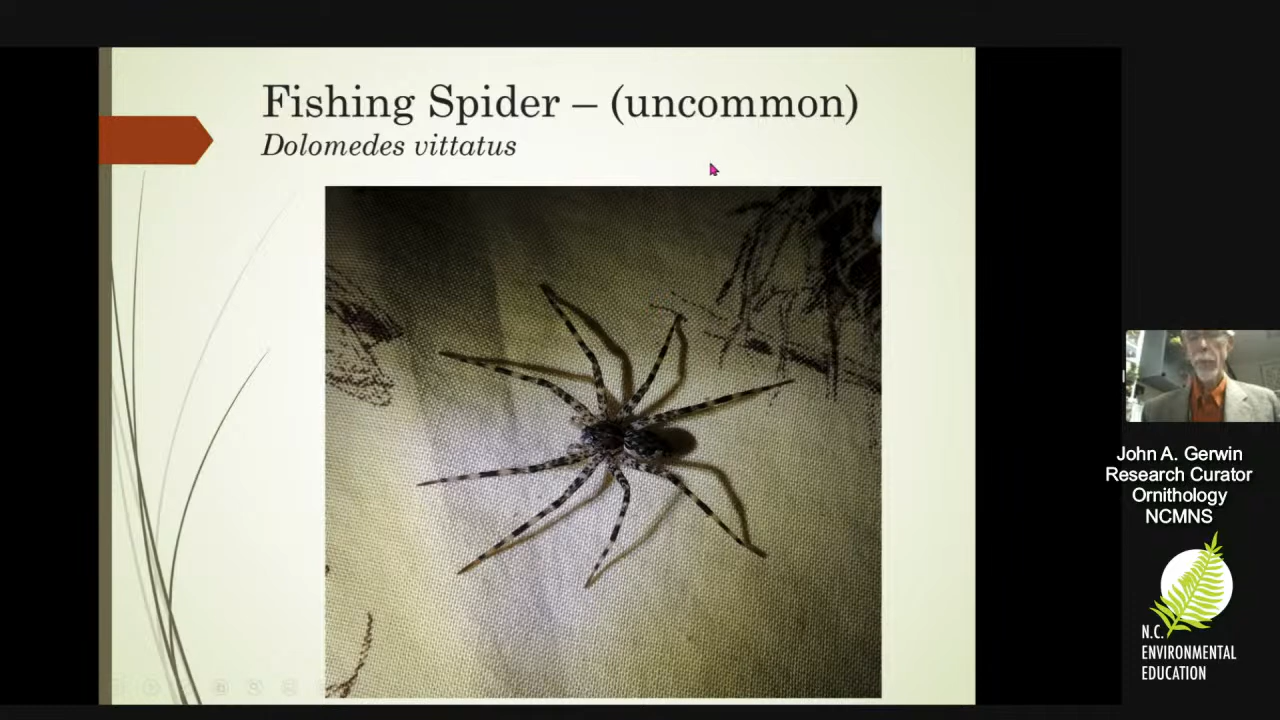 Fishing Spider – (uncommon)
Dolomedes vittatus
John A. Gerwin
Research Curator
Ornithology
NCMNS
N.C.
ENVIRONMENTAL
EDUCATION